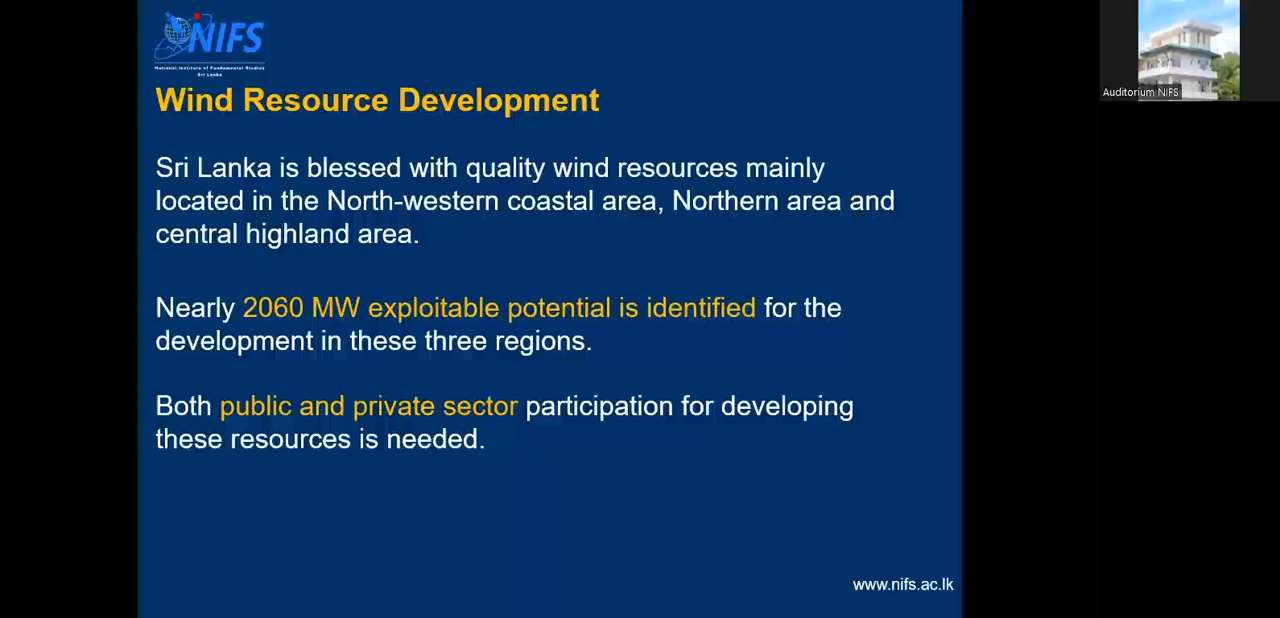 NIFS
National Institute of Fundamental Studies
Sri Lanka
Auditorium NIFS
Wind Resource Development
Sri Lanka is blessed with quality wind resources mainly
located in the North-western coastal area, Northern area and
central highland area.
Nearly 2060 MW exploitable potential is identified for the
development in these three regions.
Both public and private sector participation for developing
these resources is needed.
www.nifs.ac.lk